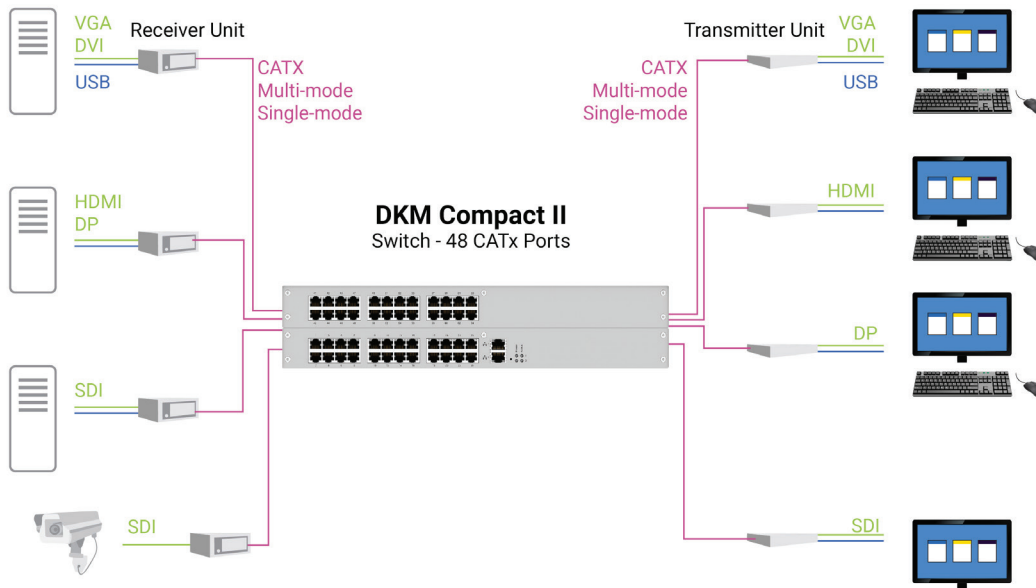 VGA
DVI
USB
Receiver Unit
CATX
Multi-mode
Single-mode
Transmitter Unit
VGA
DVI
USB
CATX
Multi-mode
Single-mode
HDMI
DP
DKM Compact II
Switch - 48 CATx Ports
HDMI
DP
SDI
SDI
SDI